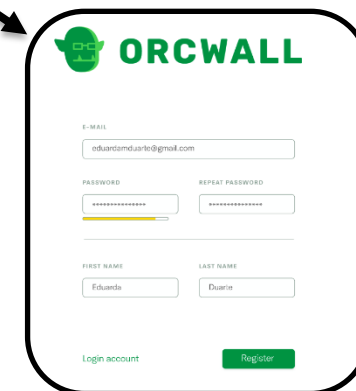 ORCWALL
E-MAIL
eduardamduarte@gmail.com
PASSWORD REPEAT PASSWORD
*************** ***************
FIRST NAME LAST NAME
Eduarda Duarte
Login account Register